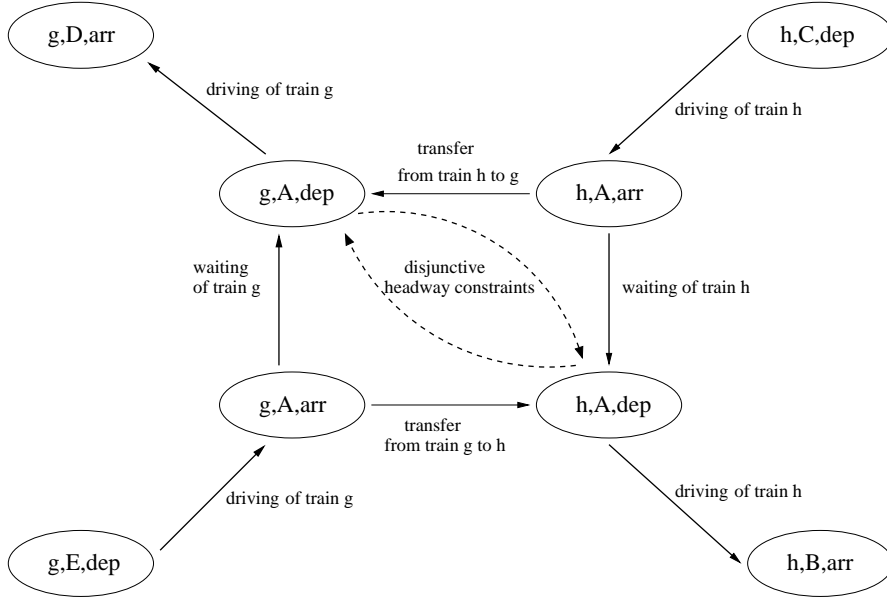 g,D,arr
h,C,dep
driving of train g
driving of train h
transfer
from train h to g
g,A,dep
h,A,arr
waiting
of train g
disjunctive
headway constraints
waiting of train h
g,A,arr
h,A,dep
transfer
from train g to h
driving of train g
driving of train h
g,E,dep
h,B,arr